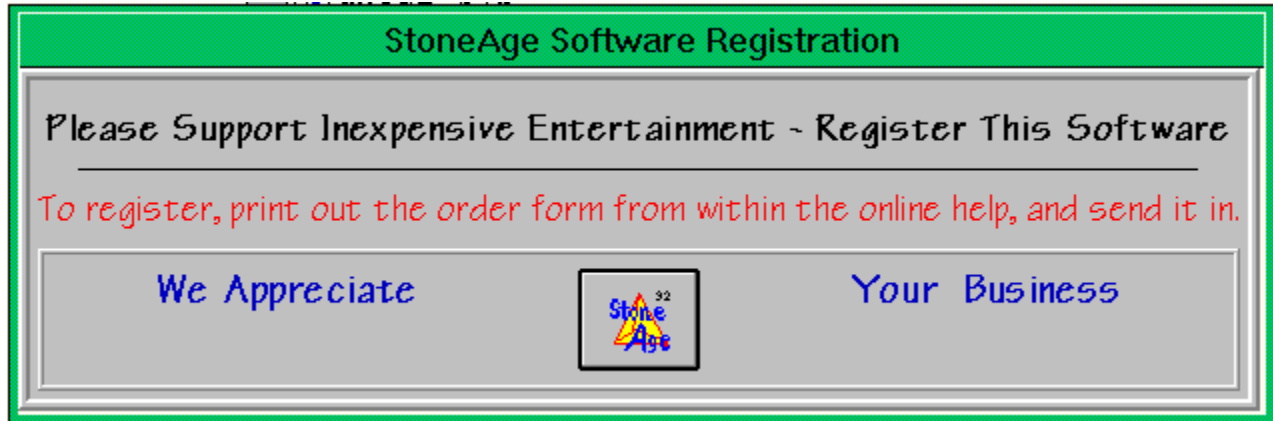 StoneAge Software Registration
Please Support Inexpensive Entertainment - Register This Software
To register, print out the order form from within the online help, and send it in.
We Appreciate
92
Stone
Age
Your Business